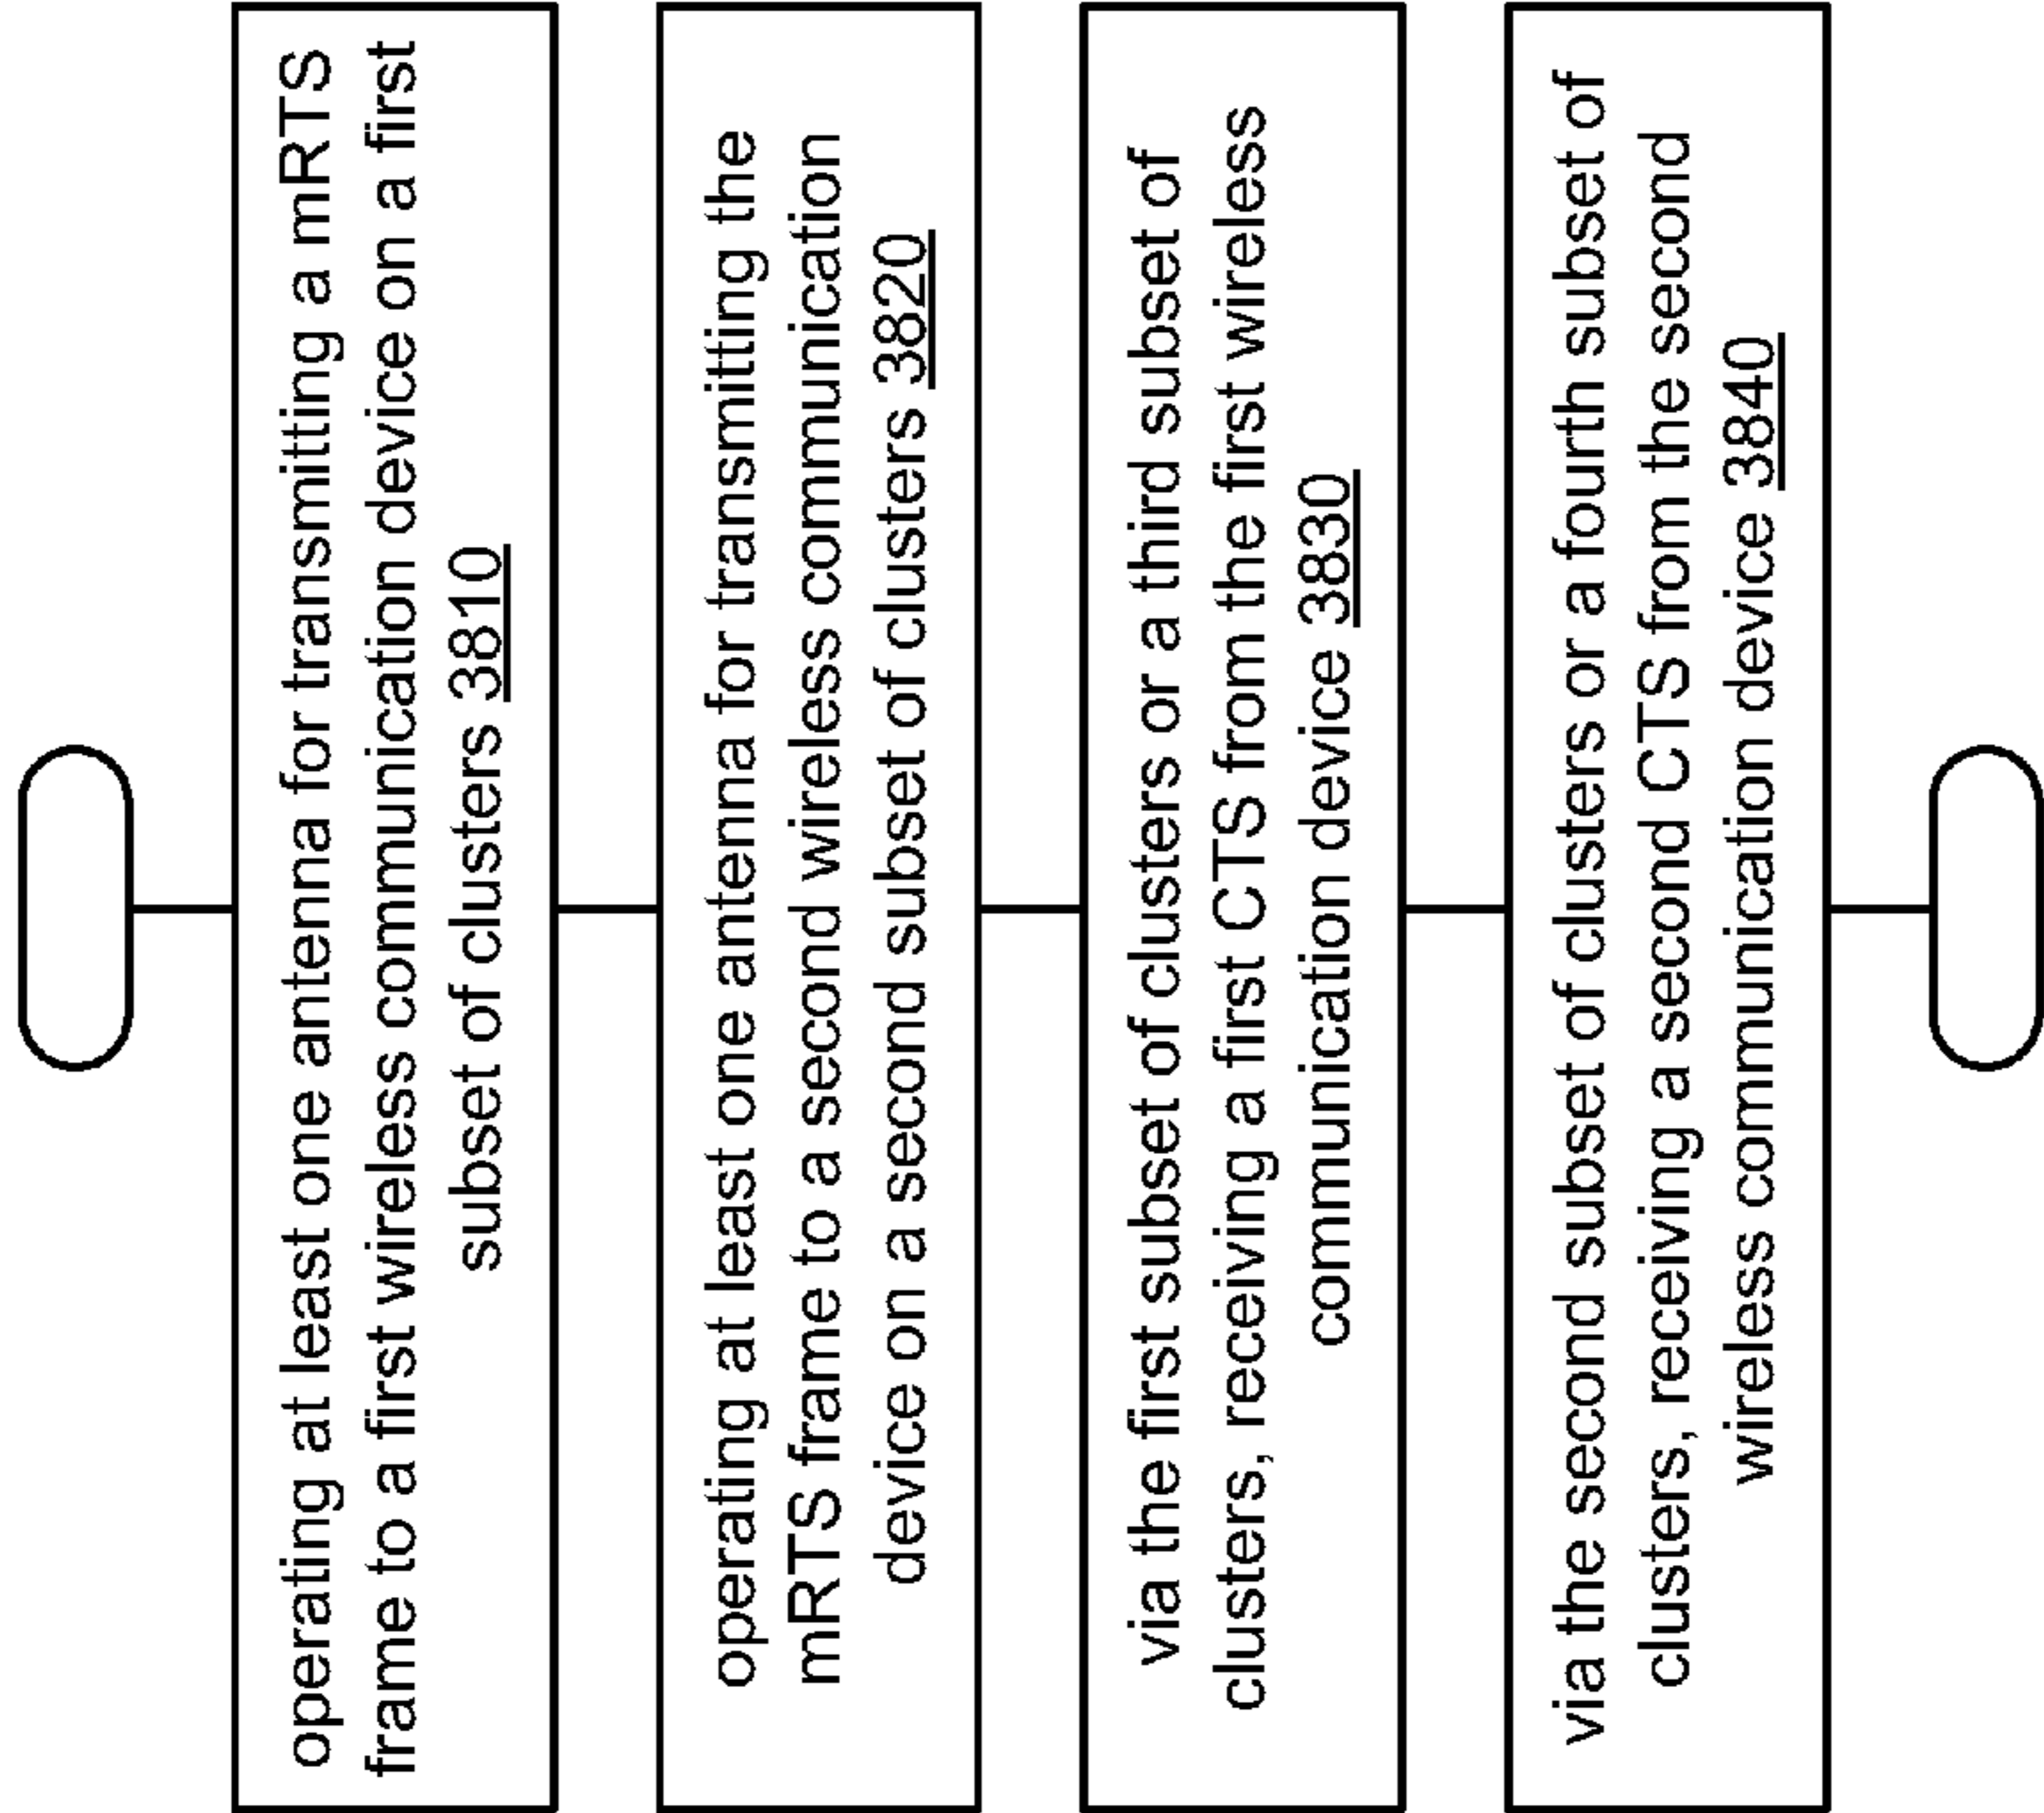 operating at least one antenna for transmitting a mRTS
frame to a first wireless communication device on a first
subset of clusters 3810
operating at least one antenna for transmitting the
mRTS frame to a second wireless communication
device on a second subset of clusters 3820
via the first subset of clusters or a third subset of
clusters, receiving a first CTS from the first wireless
communication device 3830
via the second subset of clusters or a fourth subset of
clusters, receiving a second CTS from the second
wireless communication device 3840